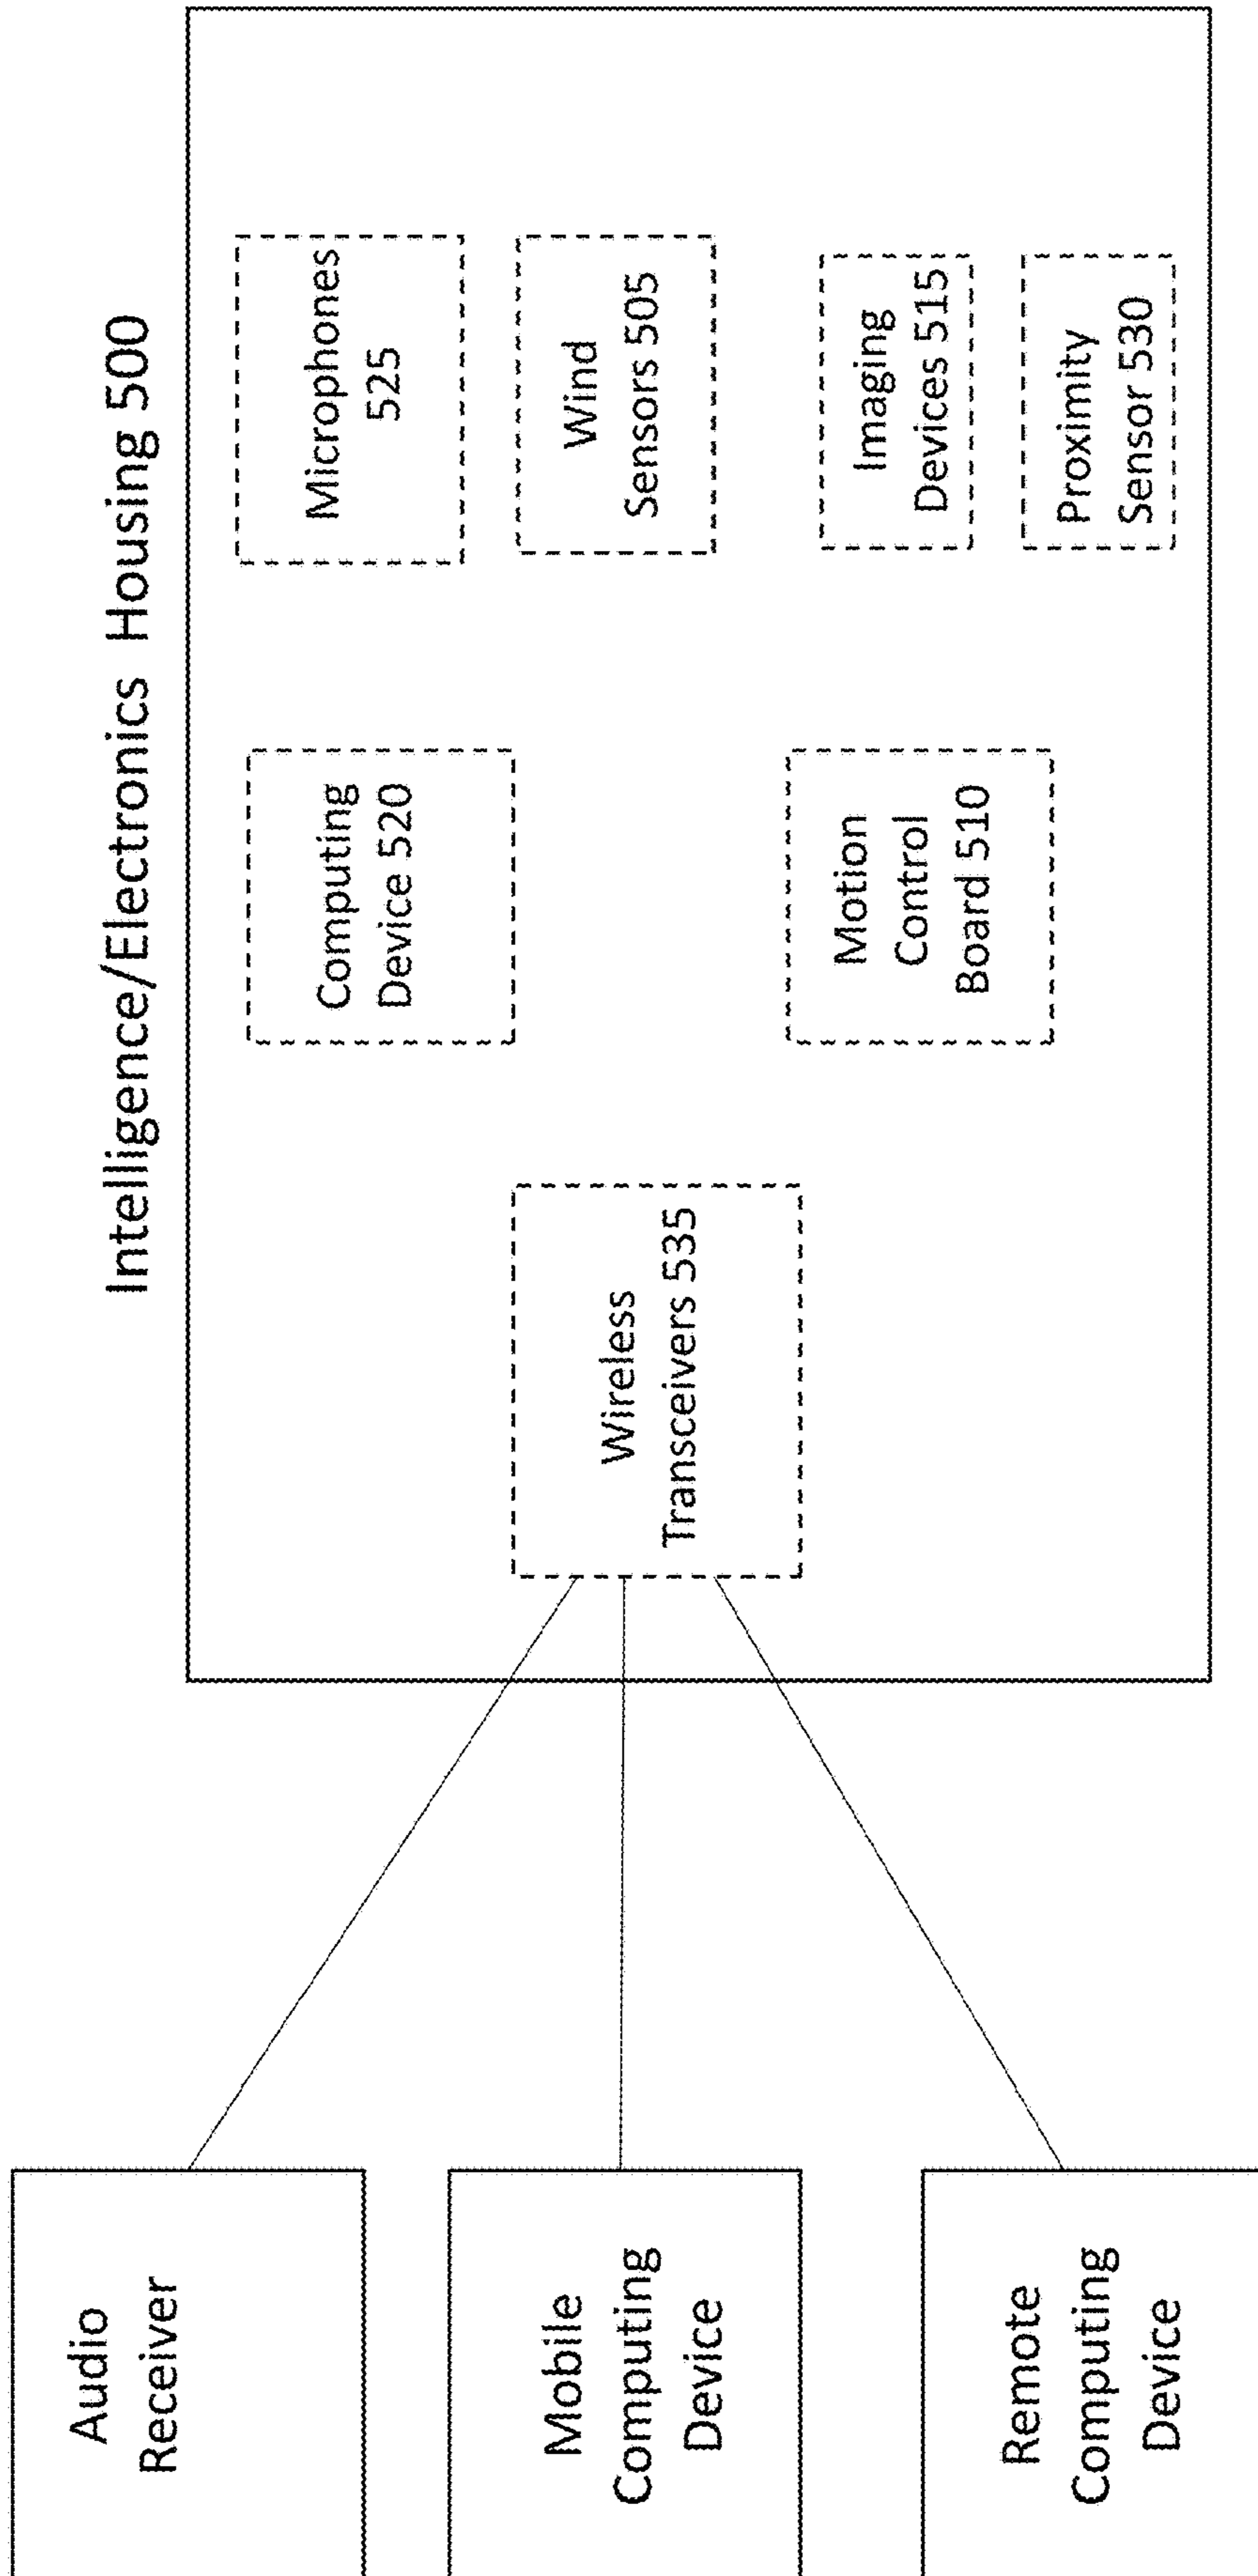 Intelligence/Electronics Housing 500
Audio
Receiver
Mobile
Computing
Device
Remote
Computing
Device
Wireless
Transceivers 535
Computing
Device 520
Motion
Control
Board 510
Microphones
525
Wind
Sensors 505
Imaging
Devices 515
Proximity
Sensor 530